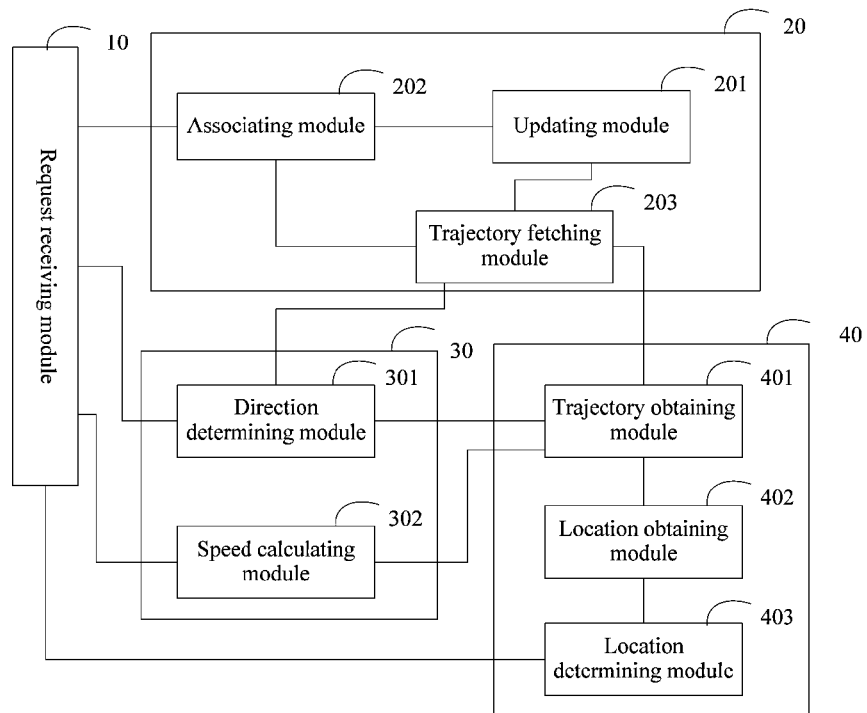 10
20
202
201
Associating module
Updating module
203
Trajectory fetching
module
Request receiving module
30
40
301
401
Direction
determining module
Trajectory obtaining
module
302
402
Speed calculating
module
Location obtaining
module
403
Location
determining module